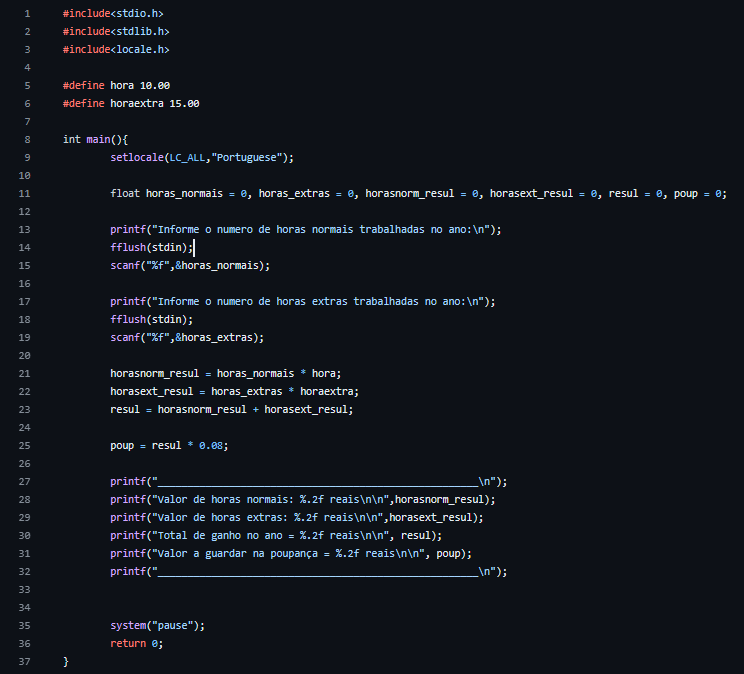 1 #include<stdio.h>
2 #include<stdlib.h>
3 #include<locale.h>
4
5 #define hora 10.00
6 #define horaextra 15.00
7
8 int main(){
9 setlocale(LC_ALL,"Portuguese");
10
11 float horas_normais = 0, horas_extras = 0, horasnorm_resul = 0, horasext_resul = 0, resul = 0, poup = 0;
12
13 printf("Informe o numero de horas normais trabalhadas no ano:\n");
14 fflush(stdin);
15 scanf("%f",&horas_normais);
16
17 printf("Informe o numero de horas extras trabalhadas no ano:\n");
18 fflush(stdin);
19 scanf("%f",&horas_extras);
20
21 horasnorm_resul = horas_normais * hora;
22 horasext_resul = horas_extras * horaextra;
23 resul = horasnorm_resul + horasext_resul;
24
25 poup = resul * 0.08;
26
27 printf("______________________________________________________\n");
28 printf("Valor de horas normais: %.2f reais\n\n",horasnorm_resul);
29 printf("Valor de horas extras: %.2f reais\n\n",horasext_resul);
30 printf("Total de ganho no ano = %.2f reais\n\n", resul);
31 printf("Valor a guardar na poupança = %.2f reais\n\n", poup);
32 printf("______________________________________________________\n");
33
34
35 system("pause");
36 return 0;
37 }